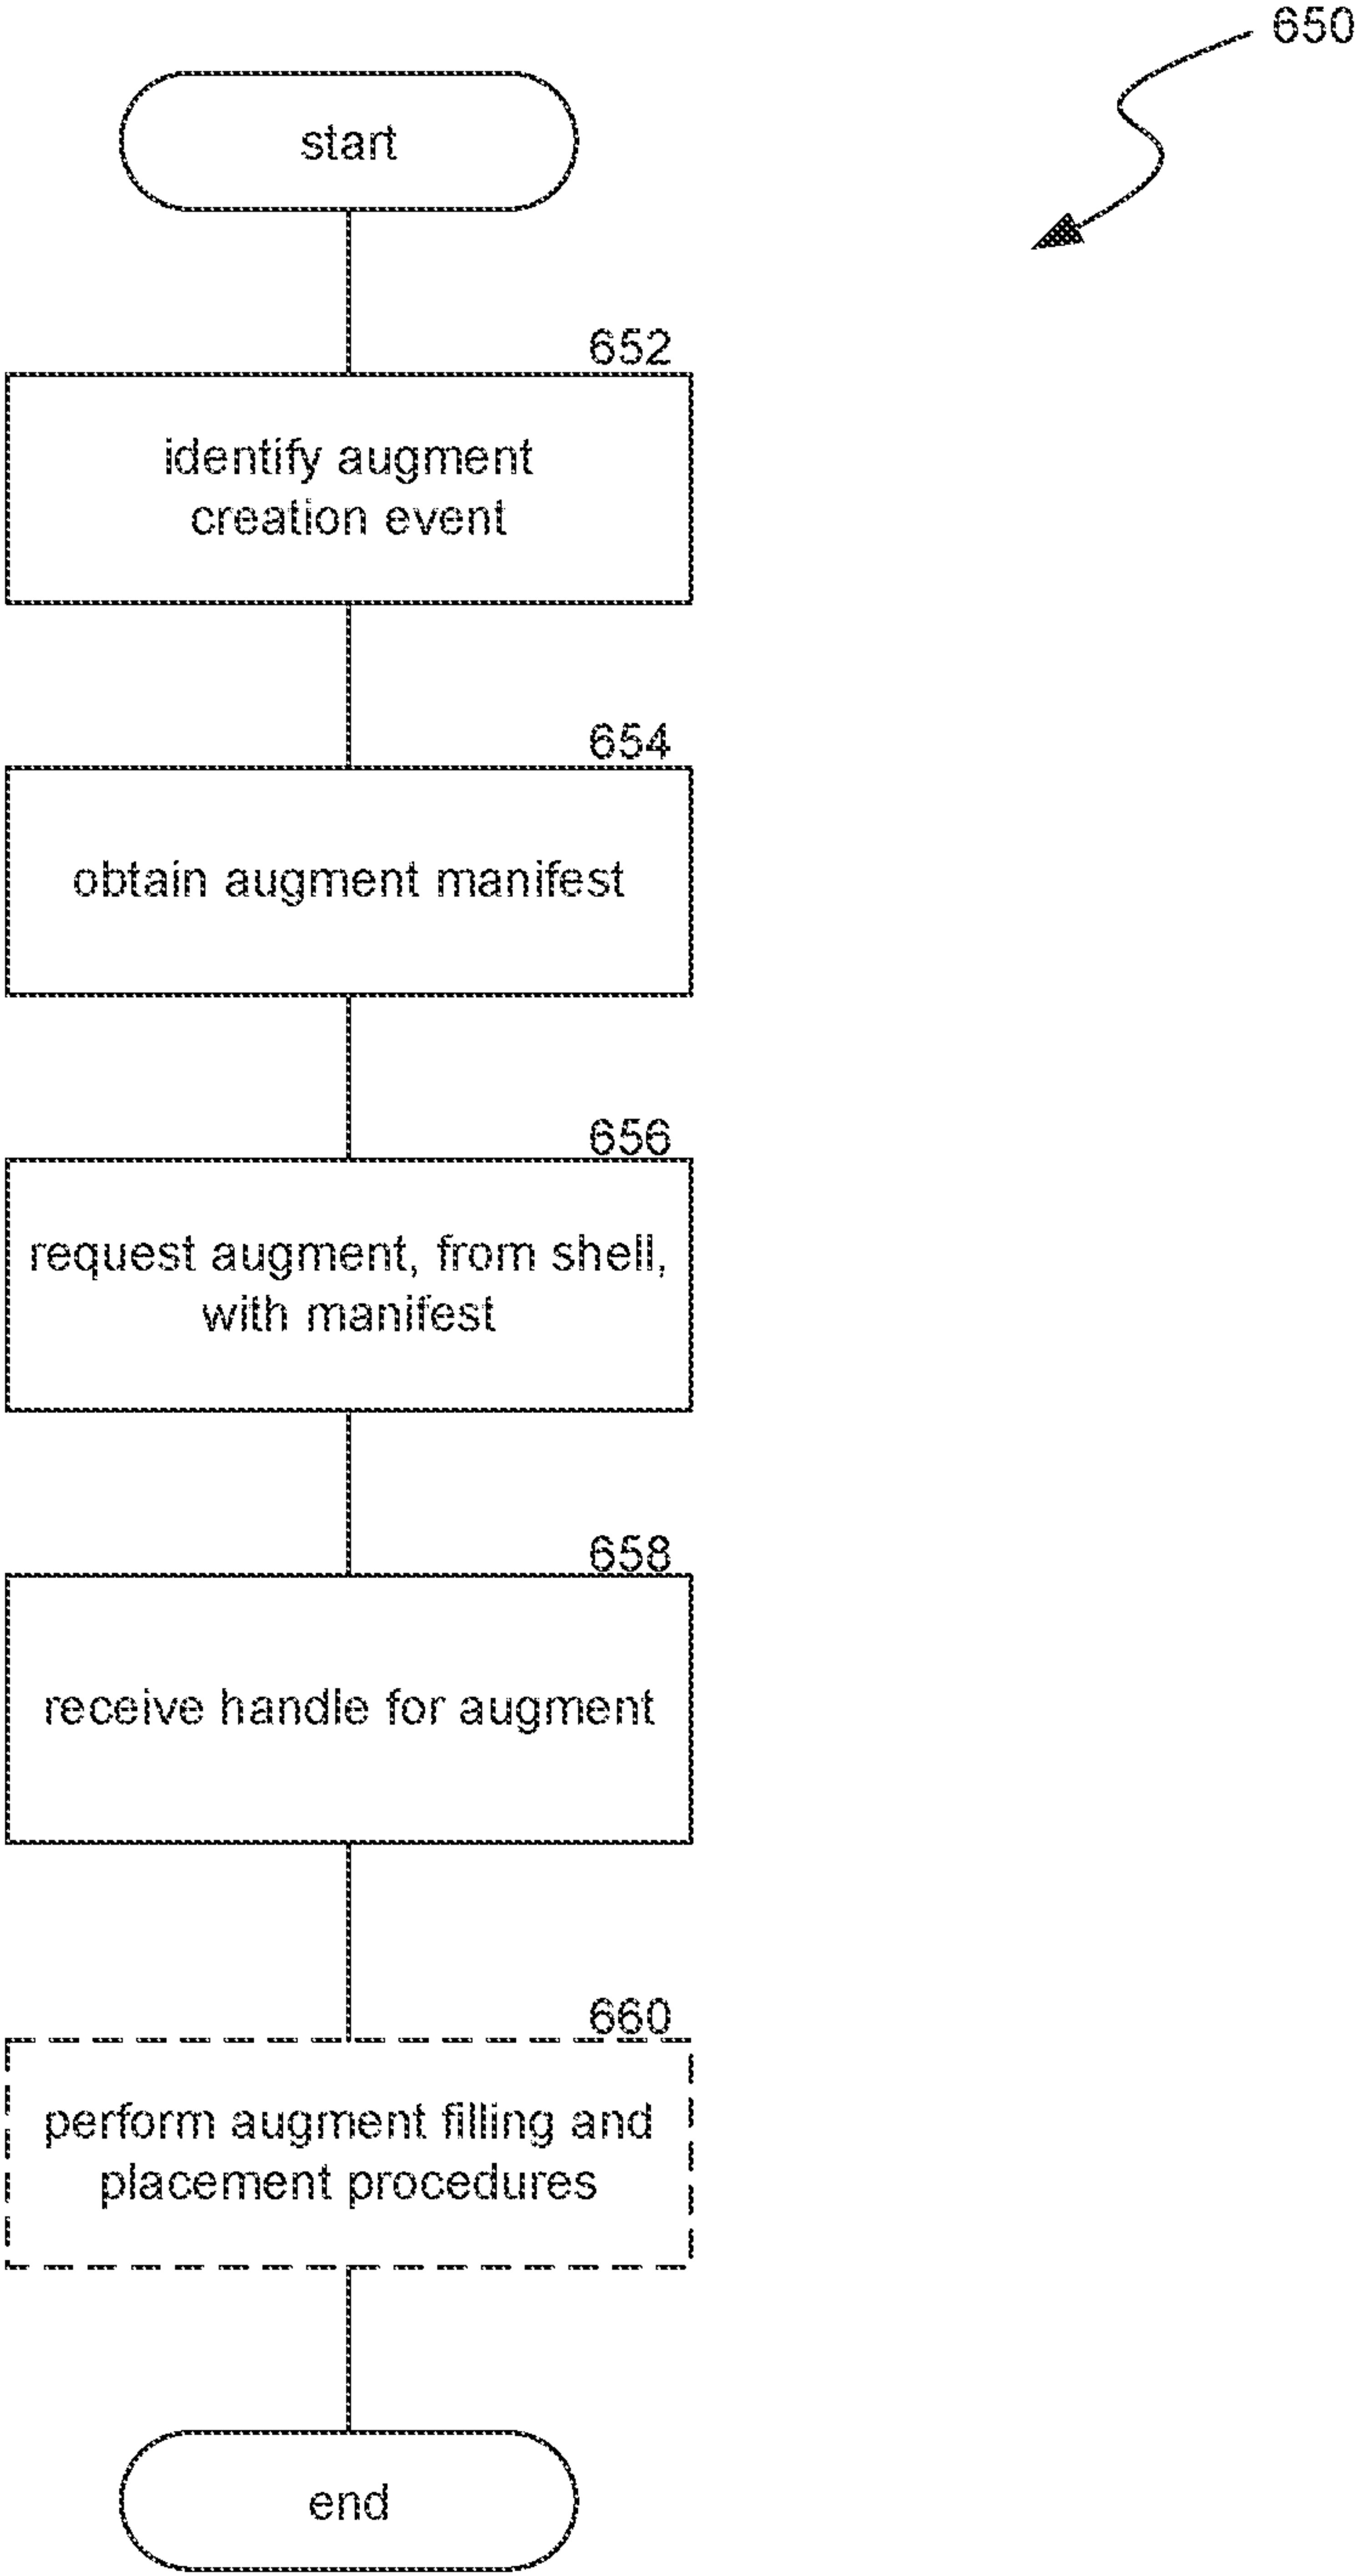 650
start
652
identify augment
creation event
654
obtain augment manifest
656
request augment, from shell,
with manifest
658
receive handle for augment
660
perform augment filling and
placement procedures
end